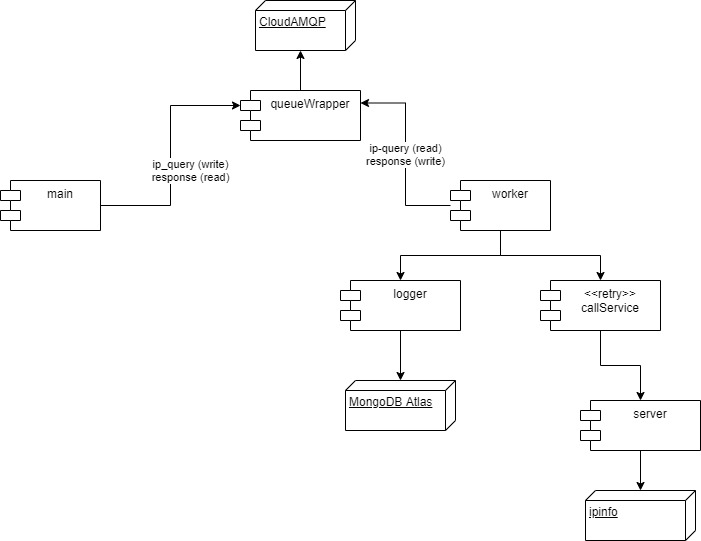 CloudAMQP
queueWrapper
ip_query (write)
response (read)
ip-query (read)
response (write)
main
worker
logger
<<retry>>
callService
MongoDB Atlas
server
ipinfo